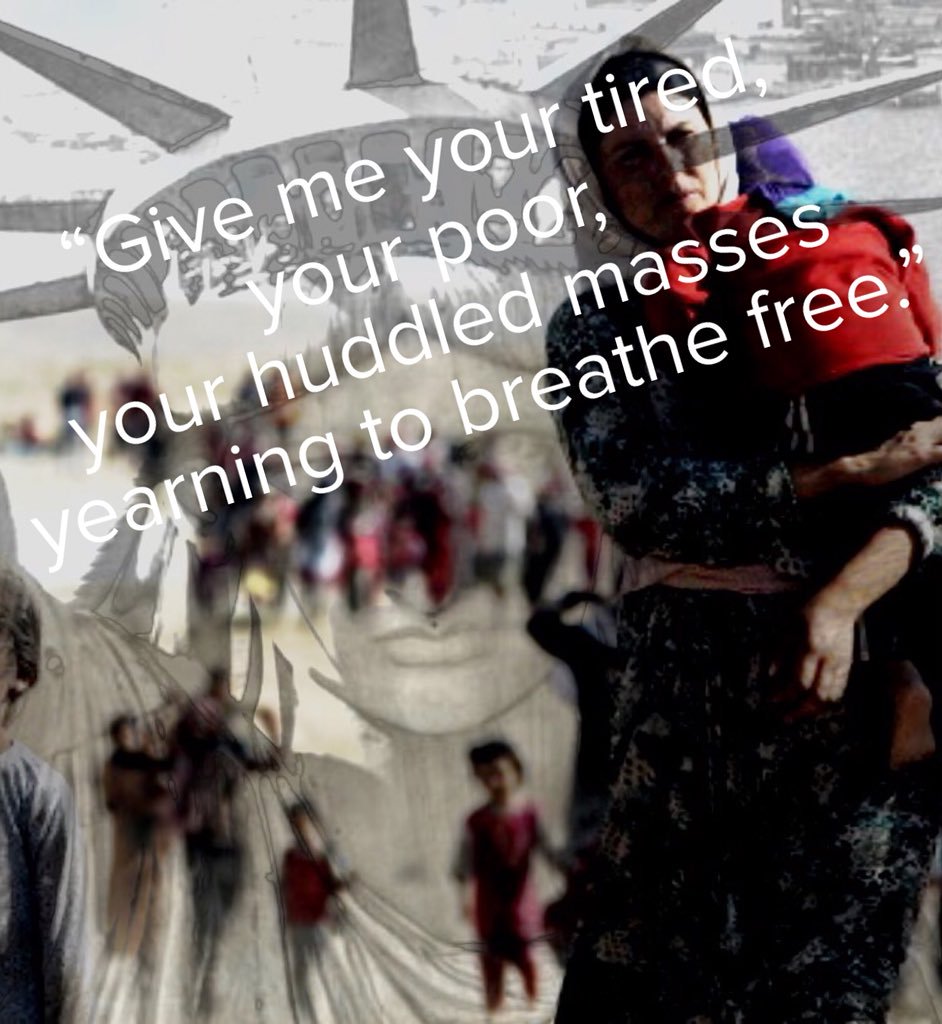 “Give me your tired,
your poor,
your huddled masses
yearning to breathe free.”